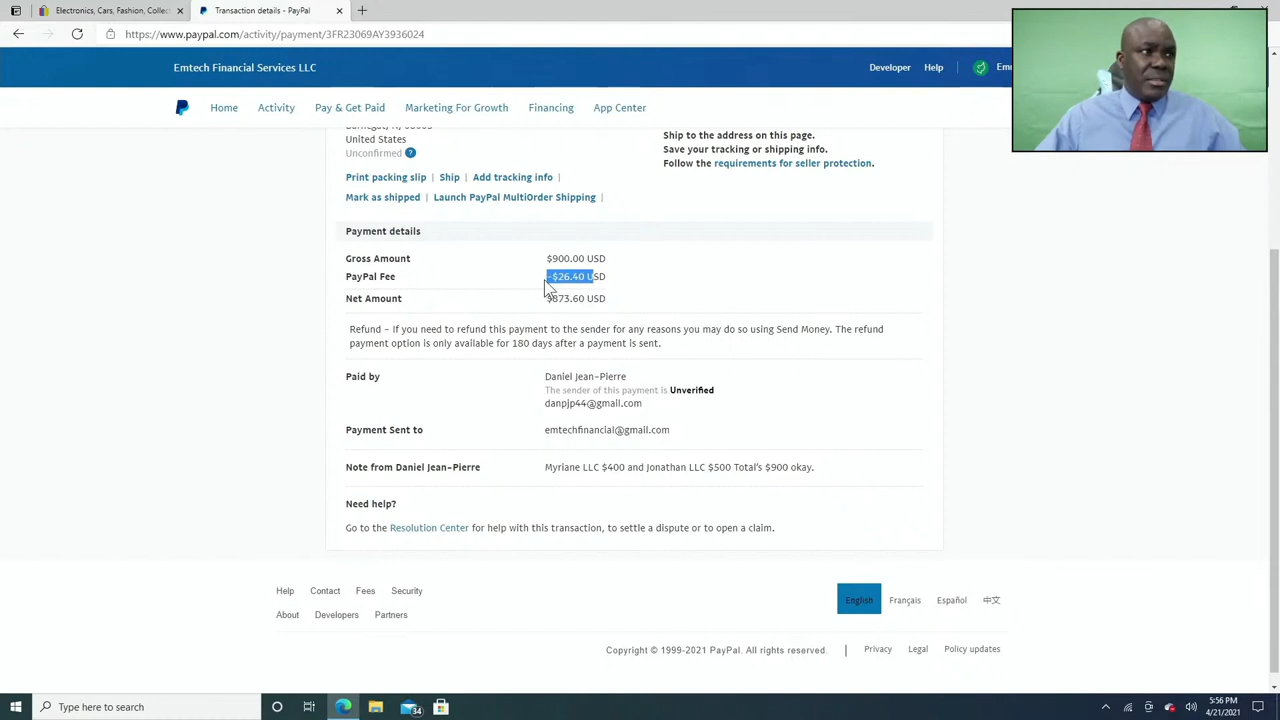 Electronics, Cars, Fashion, Collec
Transaction details - PayPal
https://www.paypal.com/activity/payment/3FR23069AY3936024
Emtech Financial Services LLC
Developer
Help
Em
Home
Activity
Pay & Get Paid
Marketing For Growth
Financing
App Center
United States
Unconfirmed ?
Print packing slip | Ship | Add tracking info |
Mark as shipped | Launch PayPal MultiOrder Shipping |
Ship to the address on this page.
Save your tracking or shipping info.
Follow the requirements for seller protection.
Payment details
Gross Amount $900.00 USD
PayPal Fee -$26.40 USD
Net Amount $873.60 USD
Refund - If you need to refund this payment to the sender for any reasons you may do so using Send Money. The refund
payment option is only available for 180 days after a payment is sent.
Paid by Daniel Jean-Pierre
The sender of this payment is Unverified
danpjp44@gmail.com
Payment Sent to emtechfinancial@gmail.com
Note from Daniel Jean-Pierre Myriane LLC $400 and Jonathan LLC $500 Total's $900 okay.
Need help?
Go to the Resolution Center for help with this transaction, to settle a dispute or to open a claim.
Help Contact Fees Security
About Developers Partners
English Français Español 中文
Copyright © 1999-2021 PayPal. All rights reserved. | Privacy Legal Policy updates
Type here to search
34
5:56 PM
4/21/2021